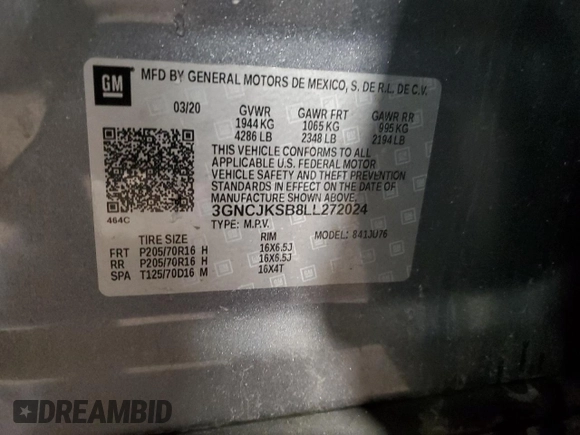 GM
MFD BY GENERAL MOTORS DE MEXICO, S. DE R.L. DE C.V.
03/20 GVWR GAWR FRT GAWR RR
1944 KG 1065 KG 995 KG
4286 LB 2348 LB 2194 LB
THIS VEHICLE CONFORMS TO ALL
APPLICABLE U.S. FEDERAL MOTOR
VEHICLE SAFETY AND THEFT PREVENTION
STANDARDS IN EFFECT ON THE DATE OF
MANUFACTURE SHOWN ABOVE.
464C 3GNCJKSB8LL272024
TYPE: M.P.V. MODEL: 841JU76
TIRE SIZE RIM
FRT P205/70R16 H 16X6.5J
RR P205/70R16 H 16X6.5J
SPA T125/70D16 M 16X4T
DREAMBID